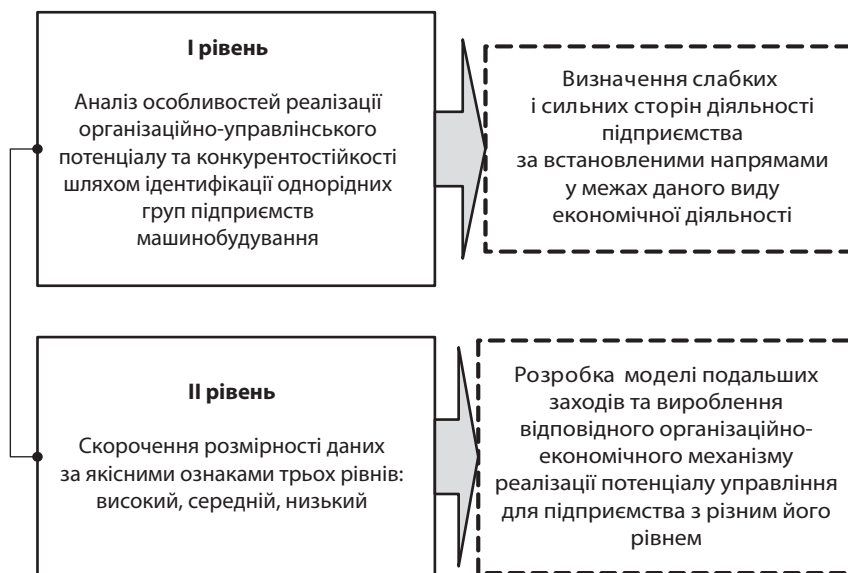 І рівень
Аналіз особливостей реалізації
організаційно-управлінського
потенціалу та конкурентостійкості
шляхом ідентифікації однорідних
груп підприємств
машинобудування
Визначення слабких
і сильних сторін діяльності
підприємства
за встановленими напрямами
у межах даного виду
економічної діяльності
ІІ рівень
Скорочення розмірності даних
за якісними ознаками трьох рівнів:
високий, середній, низький
Розробка моделі подальших
заходів та вироблення
відповідного організаційно-
економічного механізму
реалізації потенціалу управління
для підприємства з різним його
рівнем